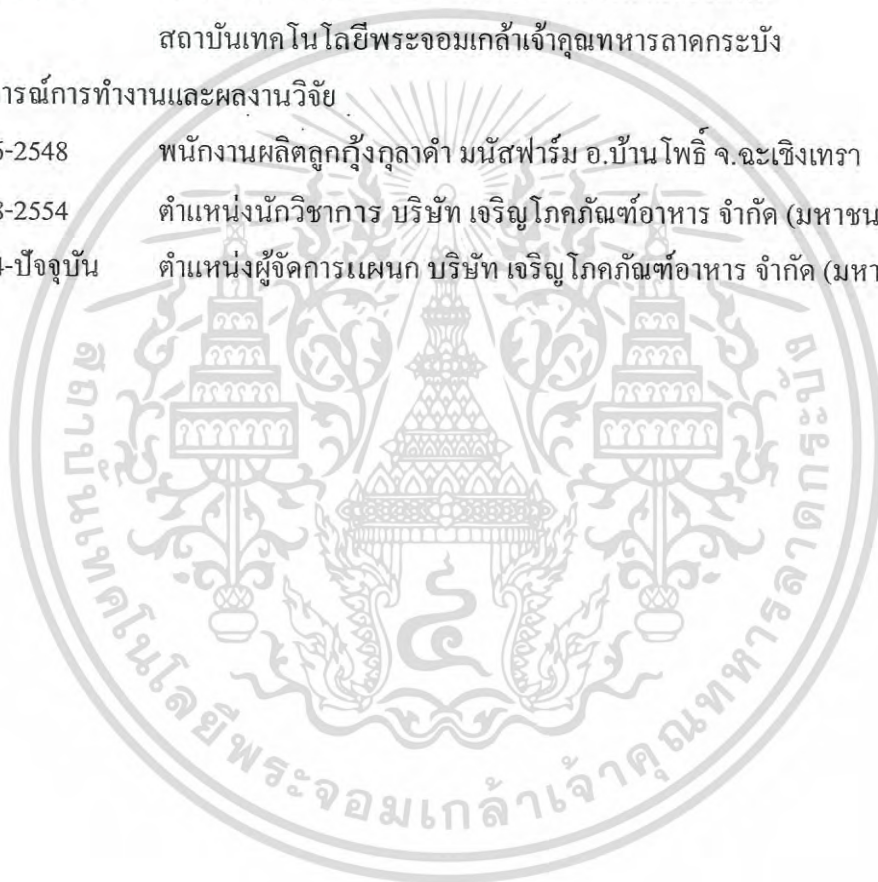 สถาบันเทคโนโลยีพระจอมเกล้าเจ้าคุณทหารลาดกระบัง
ารณ์การทำงานและผลงานวิจัย
-2548 พนักงานผลิตลูกกุ้งกุลาดำ มนัสฟาร์ม อ.บ้านโพธิ์ จ.ฉะเชิงเทรา
-2554 ตำแหน่งนักวิชาการ บริษัท เจริญโภคภัณฑ์อาหาร จำกัด (มหาชน
-ปัจจุบัน ตำแหน่งผู้จัดการแผนก บริษัท เจริญโภคภัณฑ์อาหาร จำกัด (มหา
สถาบันเทคโนโลยีพระจอมเกล้าเจ้าคุณทหารลาดกระบัง